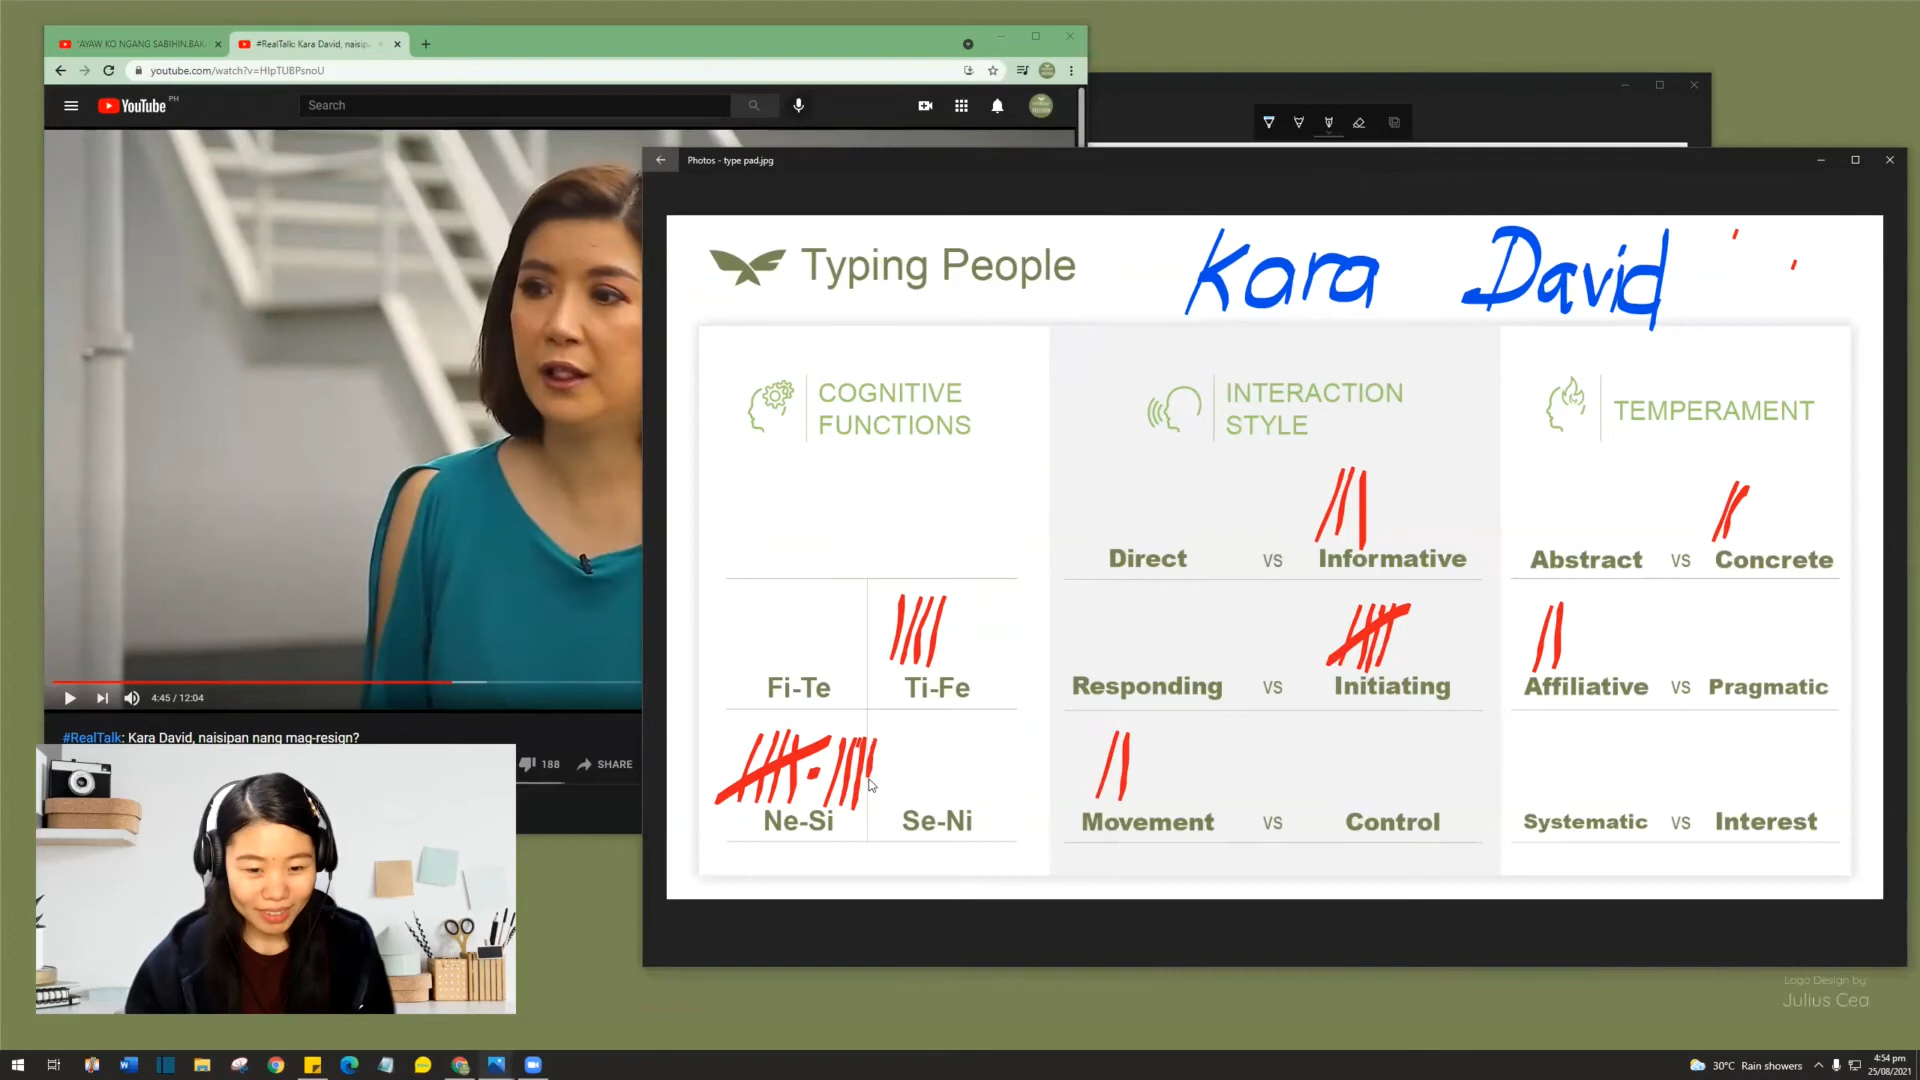 'AYAW KO NGANG SABIHIN.BAK
#RealTalk: Kara David, naisip
youtube.com/watch?v=HIpTUBPsnoU
YouTube PH
Search
Photos - type pad.jpg
Typing People
Kara David
COGNITIVE
FUNCTIONS
INTERACTION
STYLE
TEMPERAMENT
Direct vs Informative
Abstract vs Concrete
Fi-Te Ti-Fe
Responding vs Initiating
Affiliative vs Pragmatic
Ne-Si Se-Ni
Movement vs Control
Systematic vs Interest
4:45 / 12:04
#RealTalk: Kara David, naisipan nang mag-resign?
188 SHARE
Logo Design by:
Julius Cea
30°C Rain showers
4:54 pm
25/08/2021